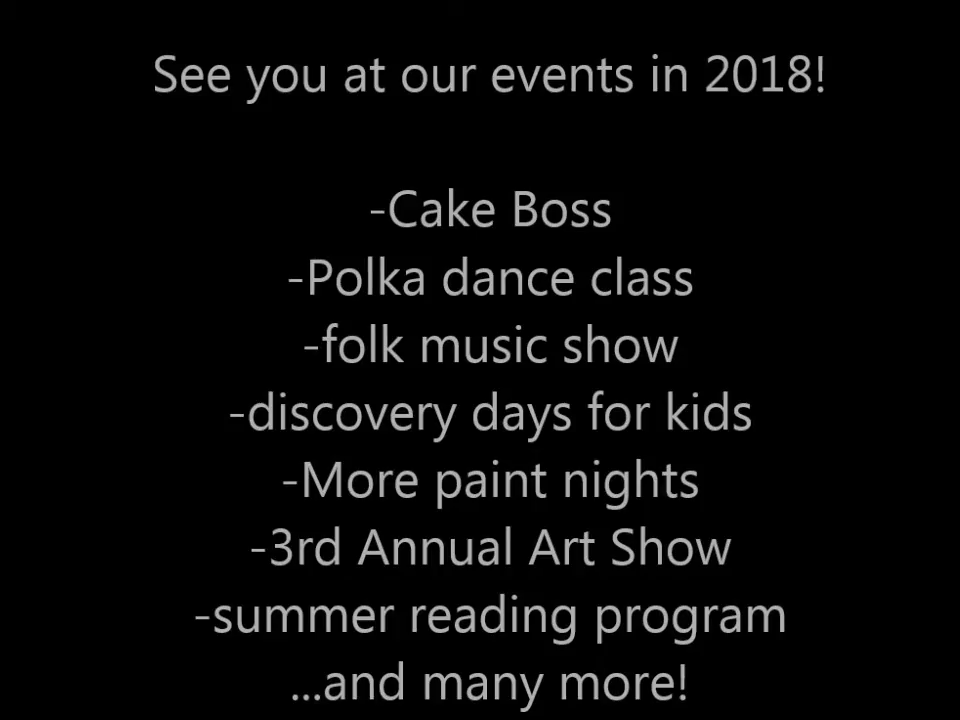 See you at our events in 2018!
-Cake Boss
-Polka dance class
-folk music show
-discovery days for kids
-More paint nights
-3rd Annual Art Show
-summer reading program
...and many more!